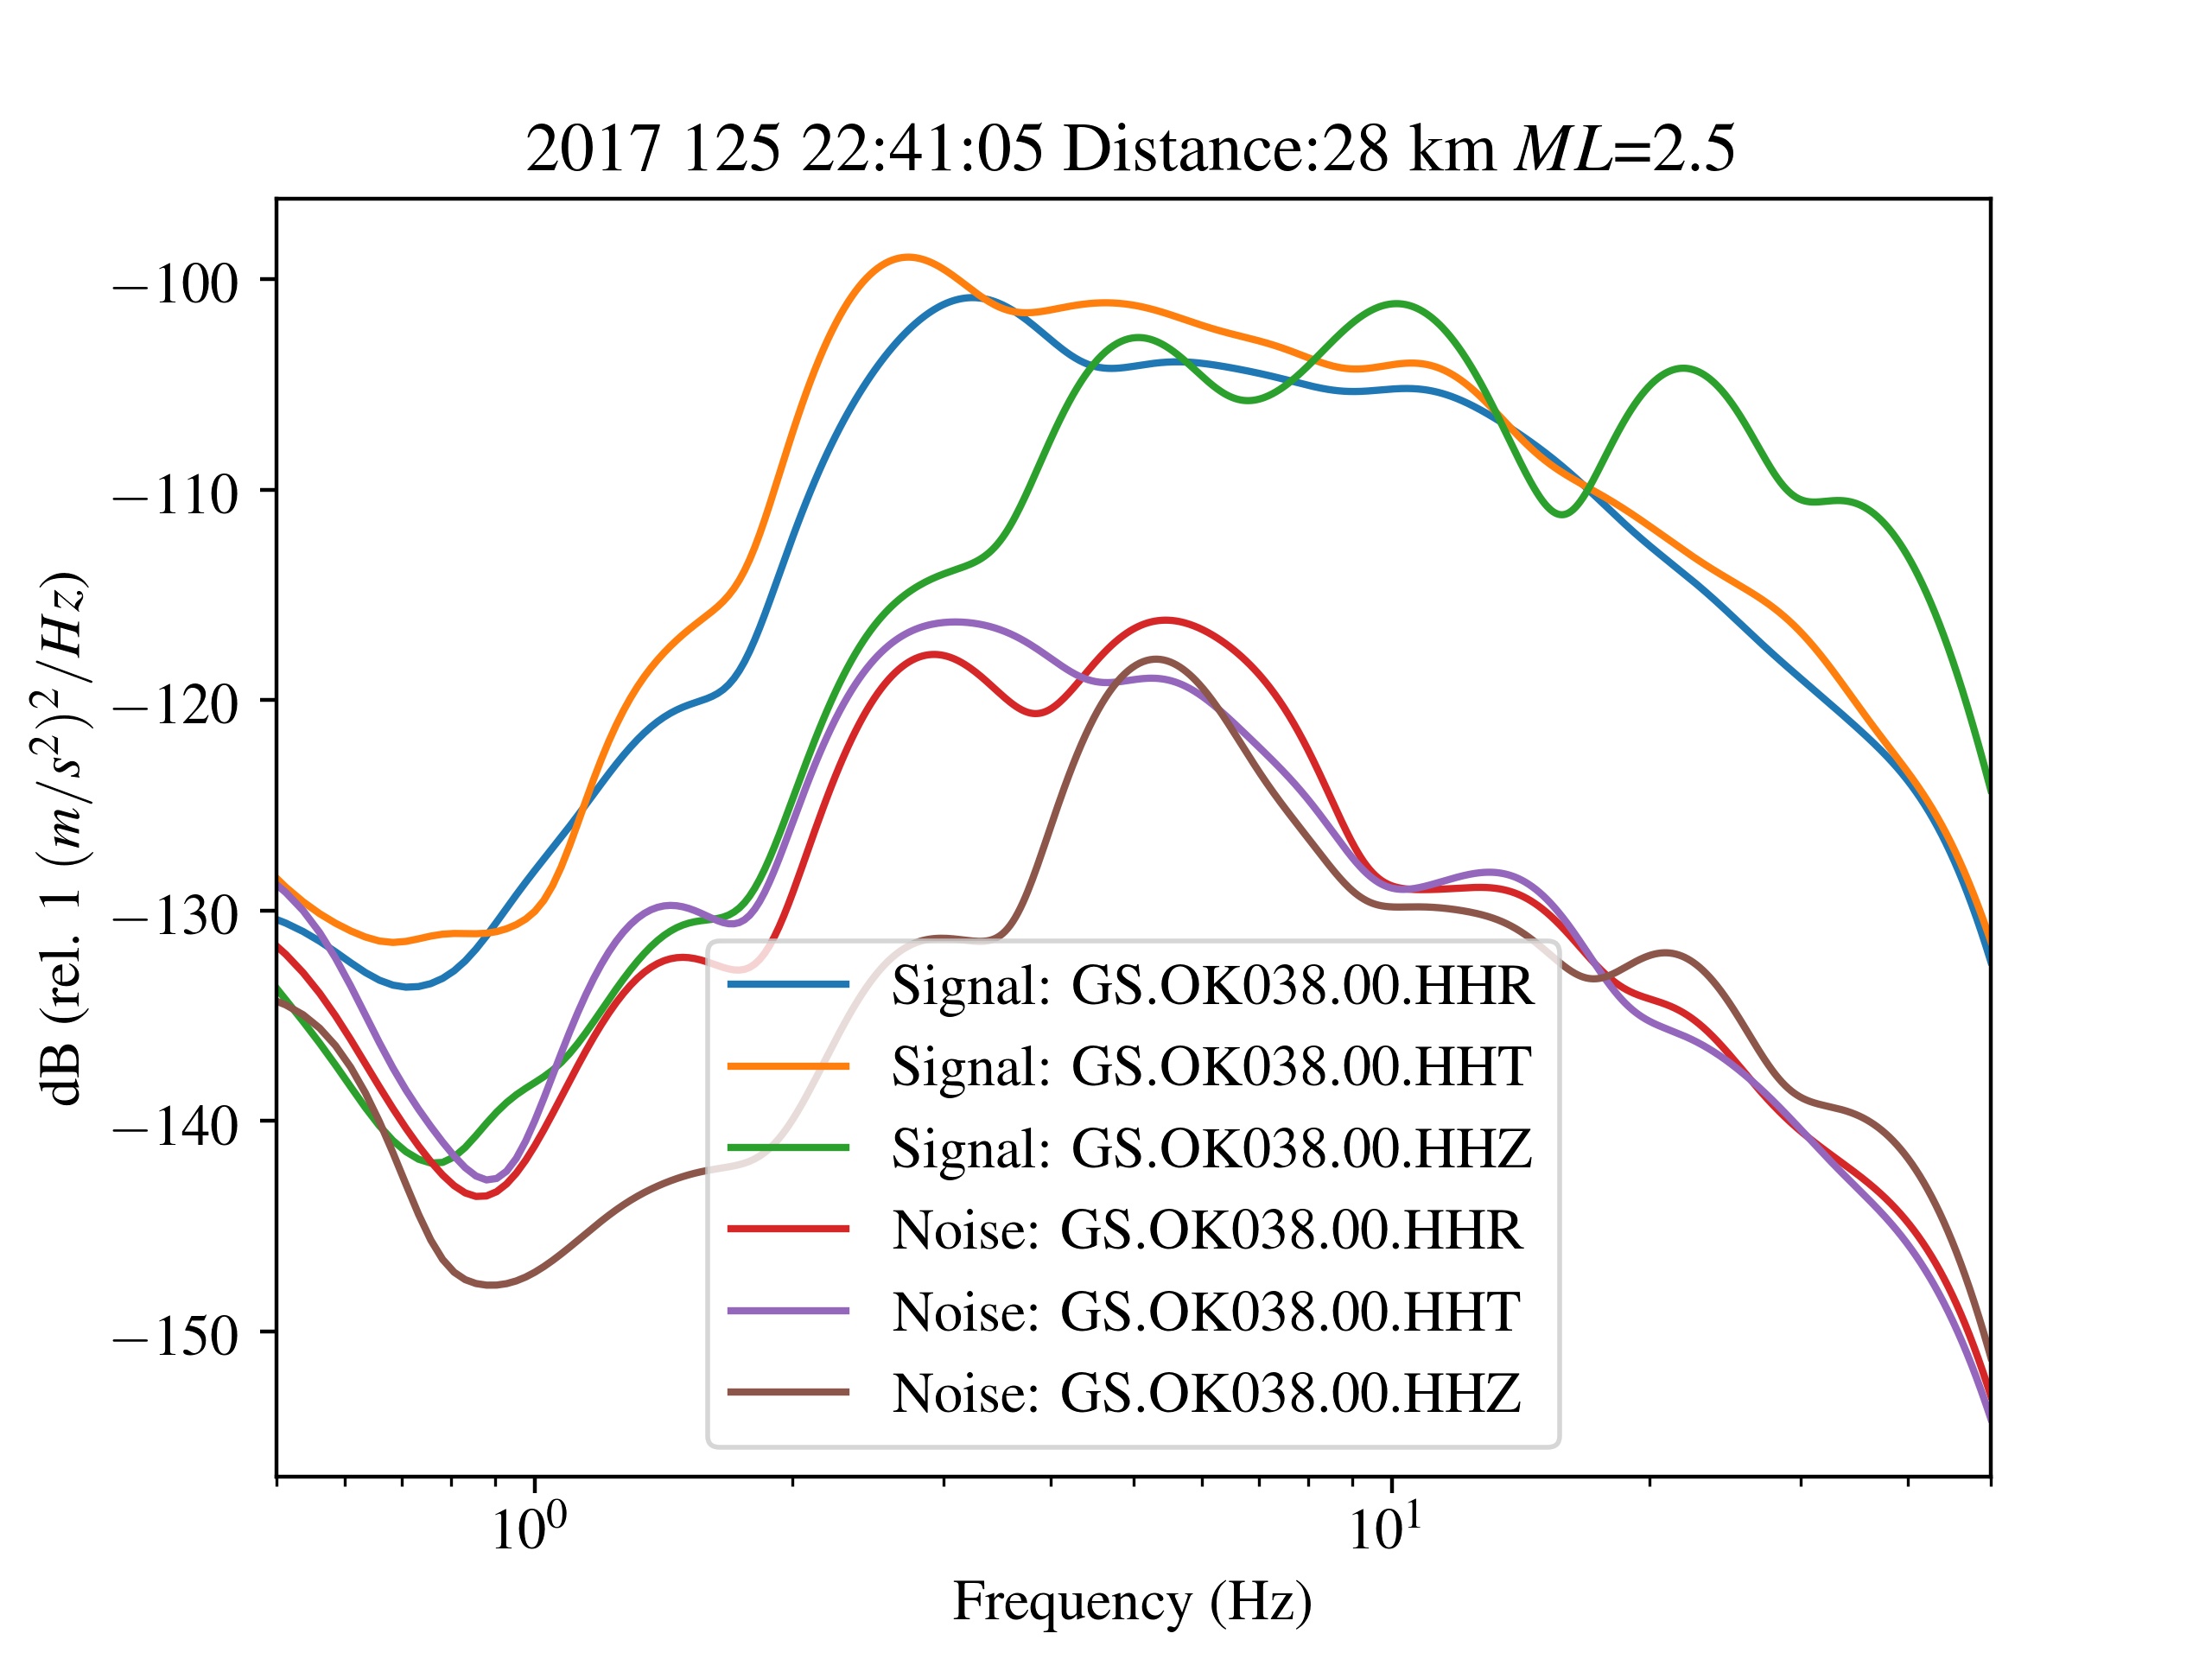 2017 125 22:41:05 Distance:28 km ML=2.5
dB (rel. 1 (m/s²)²/Hz)
−100
−110
−120
−130
−140
−150
Signal: GS.OK038.00.HHR
Signal: GS.OK038.00.HHT
Signal: GS.OK038.00.HHZ
Noise: GS.OK038.00.HHR
Noise: GS.OK038.00.HHT
Noise: GS.OK038.00.HHZ
10⁰ 10¹
Frequency (Hz)